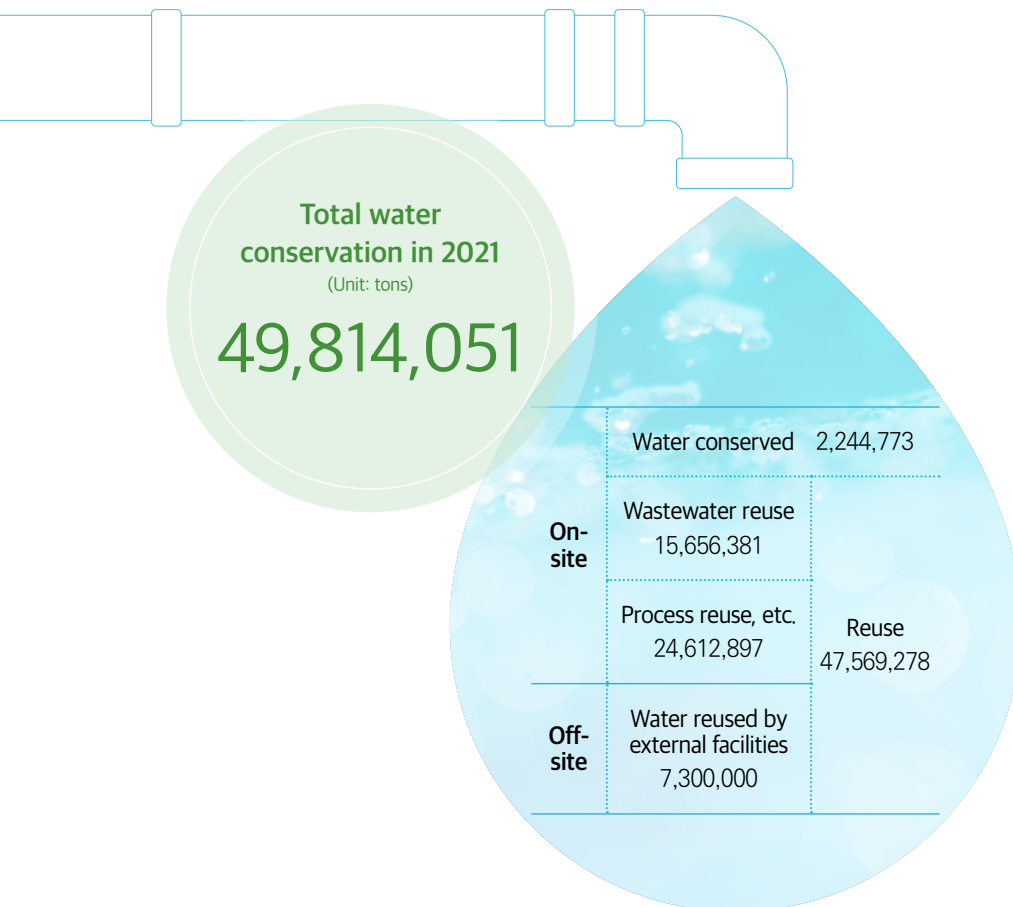 Total water
conservation in 2021
(Unit: tons)
49,814,051
Water conserved 2,244,773
On-
site
Wastewater reuse
15,656,381
Process reuse, etc.
24,612,897
Reuse
47,569,278
Off-
site
Water reused by
external facilities
7,300,000